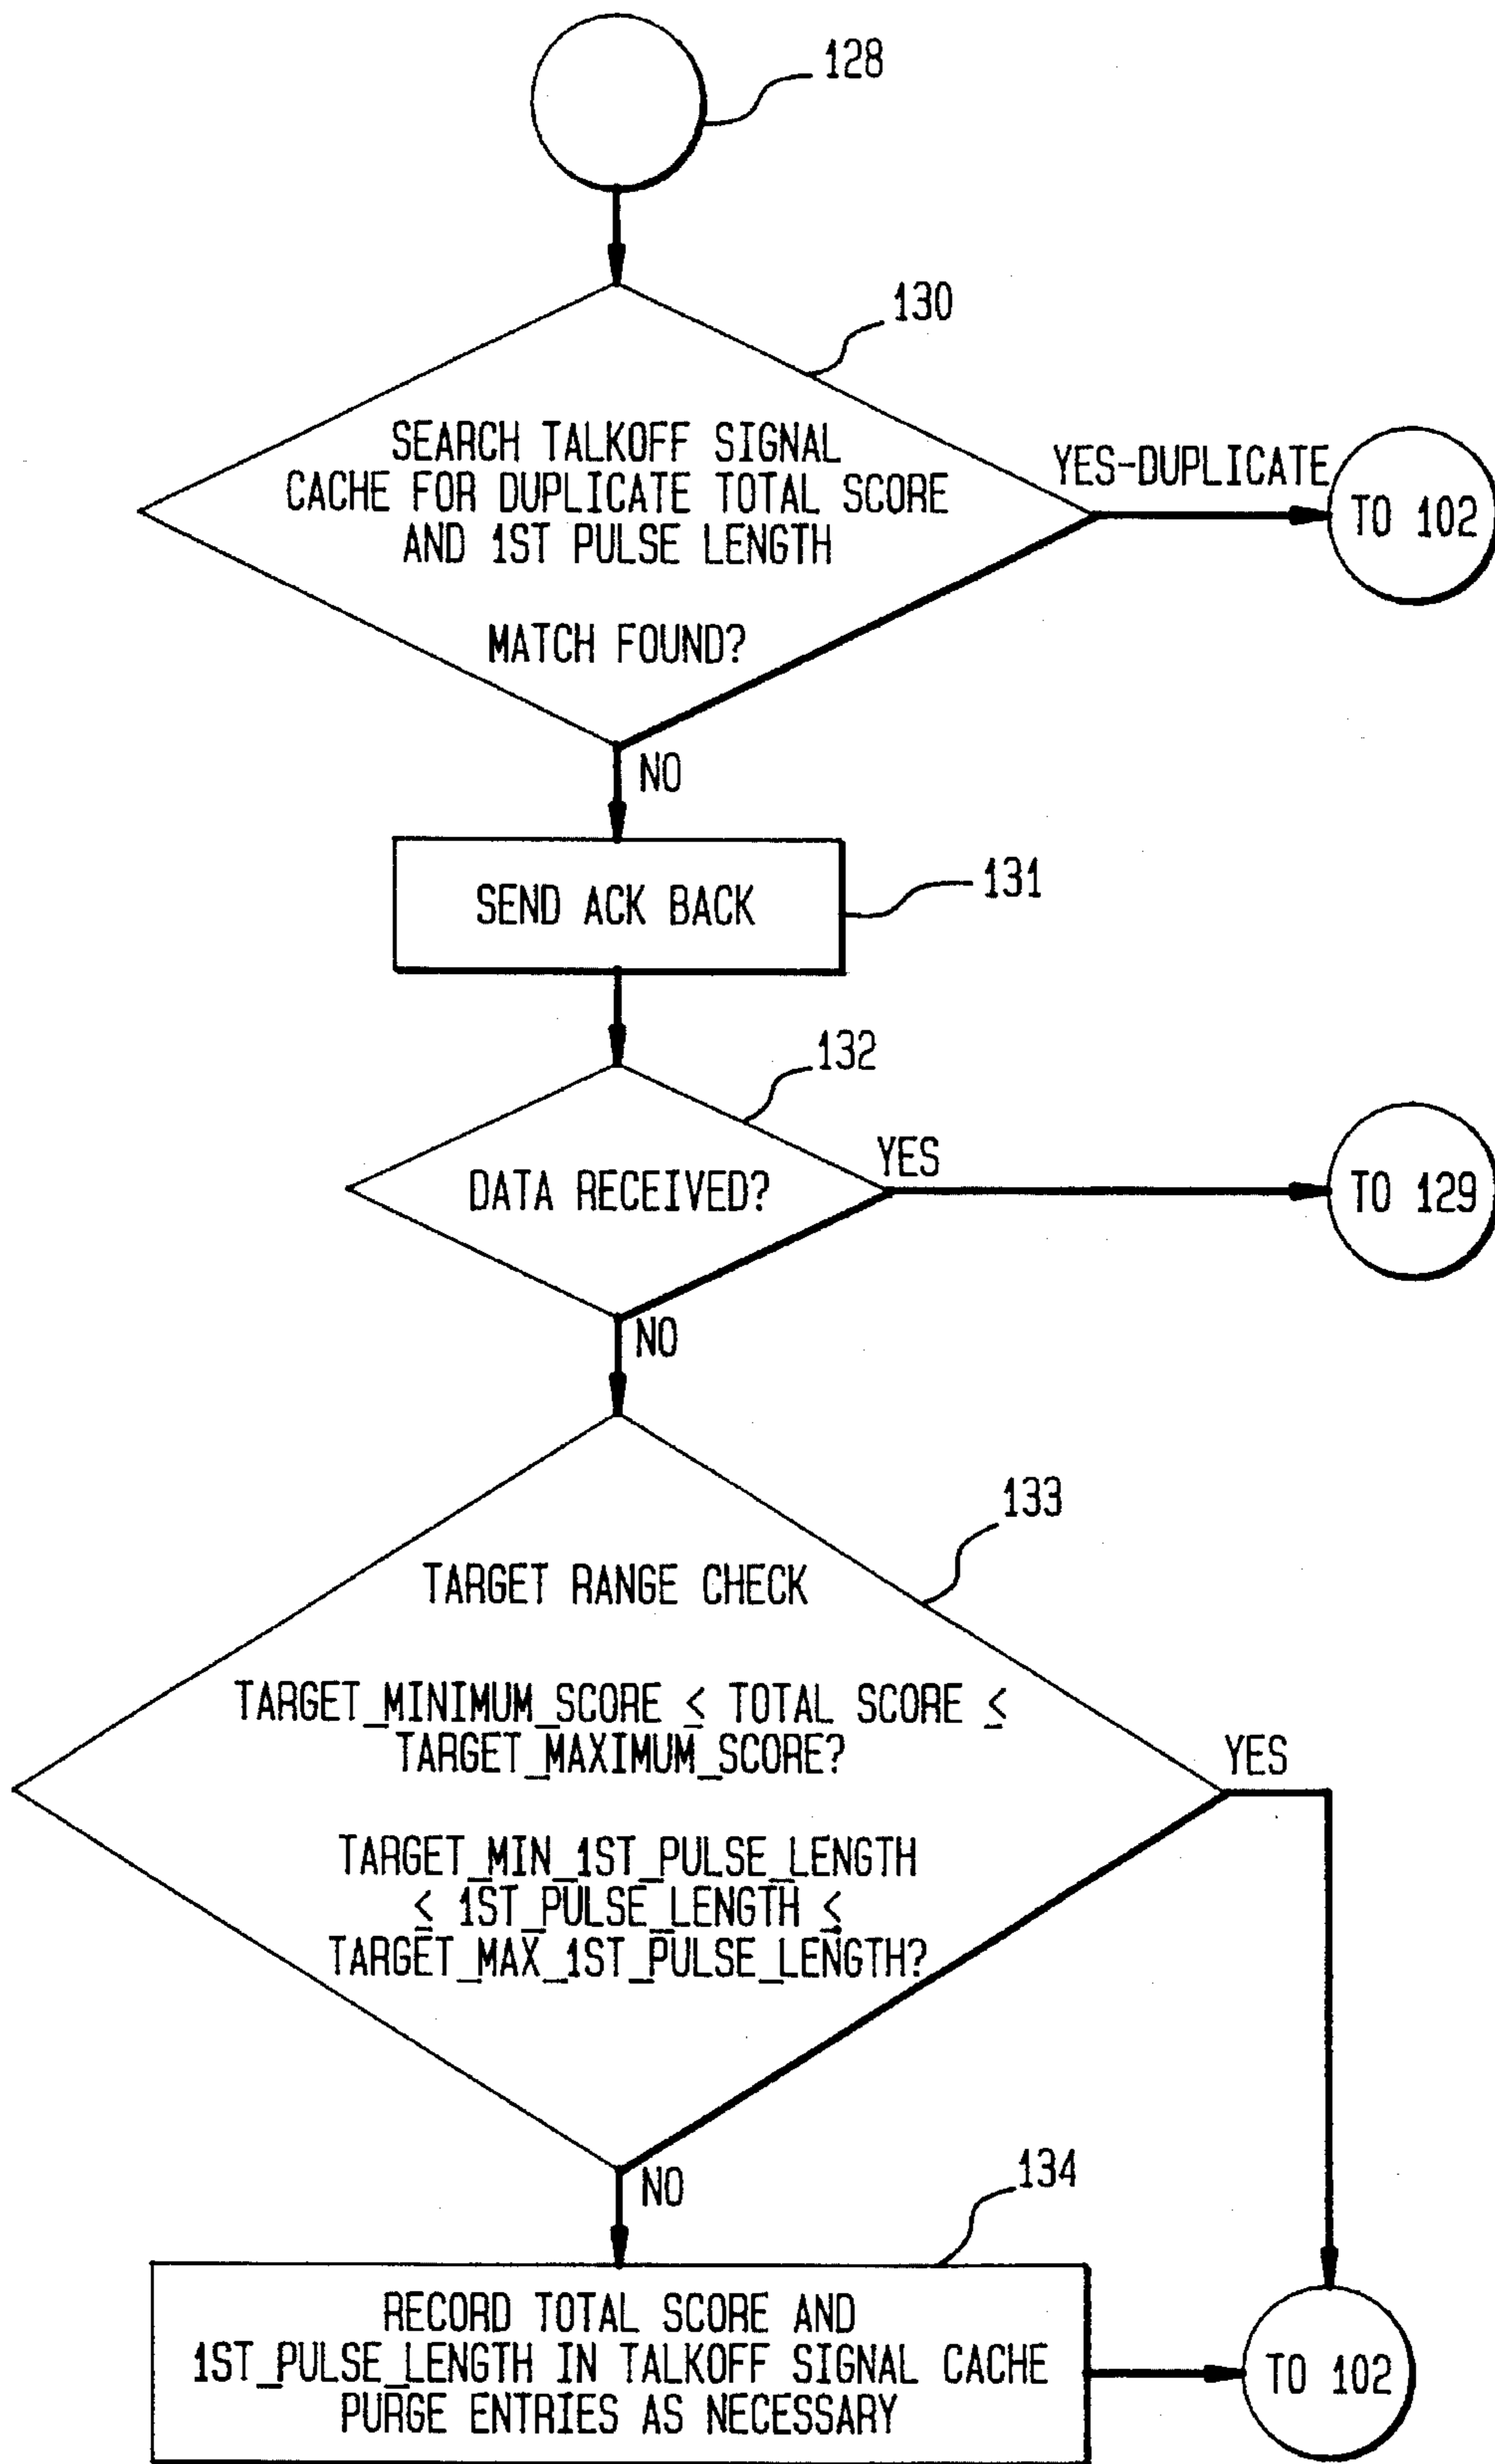 128
130
SEARCH TALKOFF SIGNAL
CACHE FOR DUPLICATE TOTAL SCORE
AND 1ST PULSE LENGTH
MATCH FOUND?
YES-DUPLICATE
TO 102
NO
SEND ACK BACK
131
132
DATA RECEIVED?
YES
TO 129
NO
133
TARGET RANGE CHECK
TARGET_MINIMUM_SCORE ≤ TOTAL SCORE ≤
TARGET_MAXIMUM_SCORE?
TARGET_MIN_1ST_PULSE_LENGTH
≤ 1ST_PULSE_LENGTH ≤
TARGET_MAX_1ST_PULSE_LENGTH?
YES
NO
134
RECORD TOTAL SCORE AND
1ST_PULSE_LENGTH IN TALKOFF SIGNAL CACHE
PURGE ENTRIES AS NECESSARY
TO 102